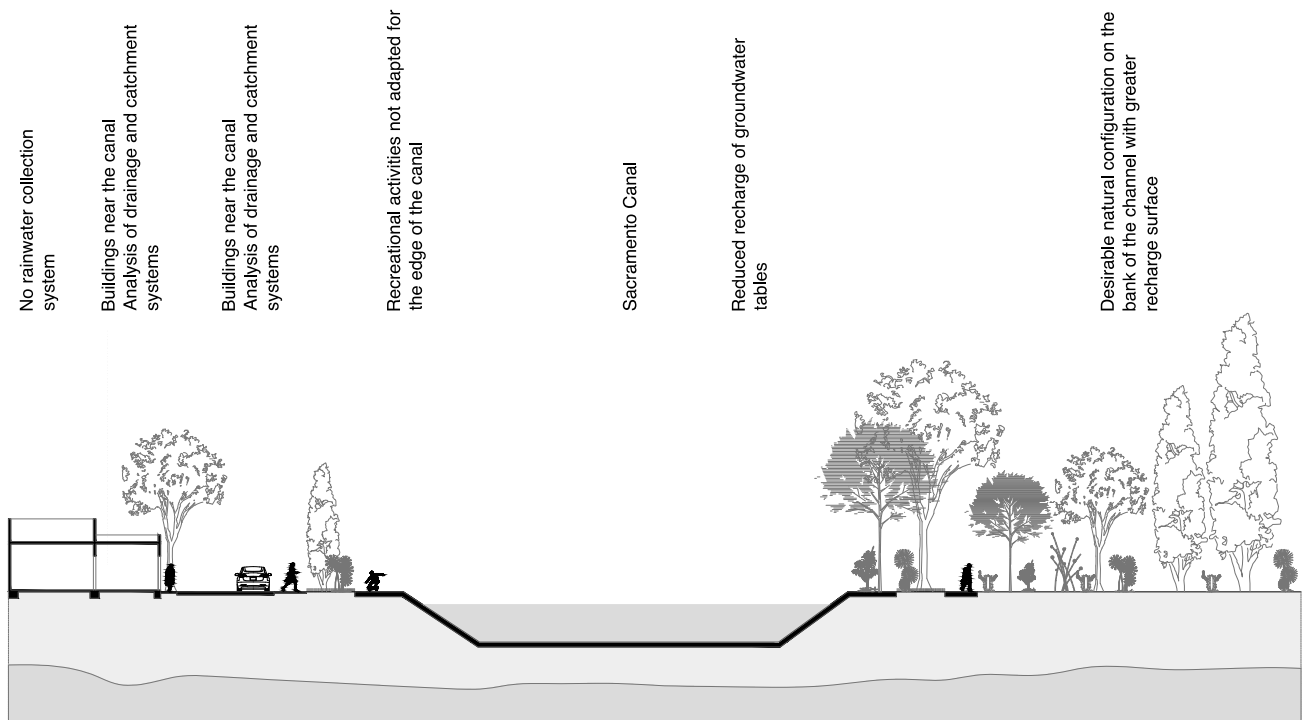 No rainwater collection
system
Buildings near the canal
Analysis of drainage and catchment
systems
Buildings near the canal
Analysis of drainage and catchment
systems
Recreational activities not adapted for
the edge of the canal
Sacramento Canal
Reduced recharge of groundwater
tables
Desirable natural configuration on the
bank of the channel with greater
recharge surface